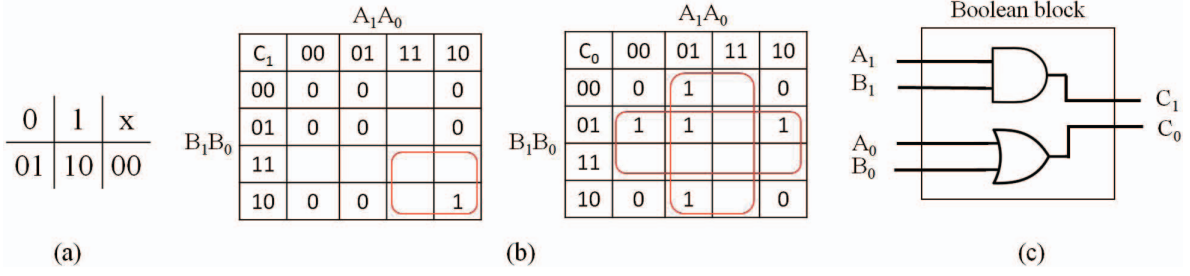 0 1 x
01 10 00
(a)
A₁A₀
C₁ 00 01 11 10
00 0 0 0
01 0 0 0
B₁B₀
11
10 0 0 1
A₁A₀
C₀ 00 01 11 10
00 0 1 0
01 1 1 1
B₁B₀
11
10 0 1 0
(b)
Boolean block
A₁
B₁
C₁
C₀
A₀
B₀
(c)